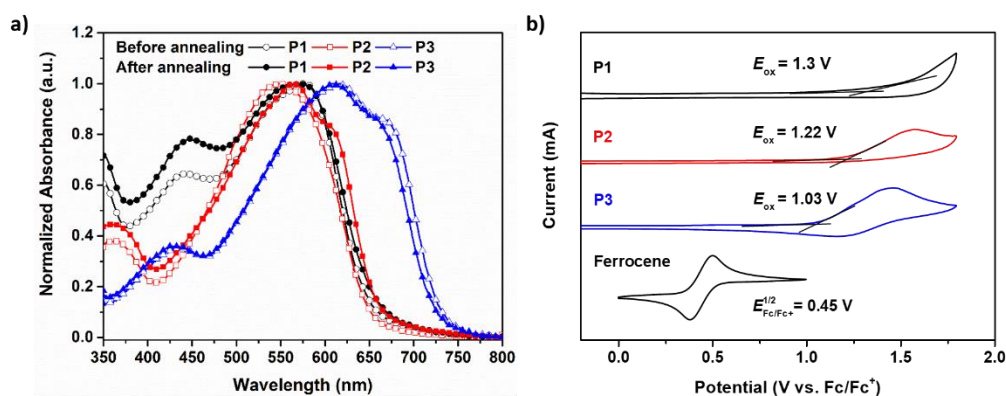 a)
Normalized Absorbance (a.u.)
1.2
1.0
0.8
0.6
0.4
0.2
0.0
Before annealing P1 P2 P3
After annealing P1 P2 P3
350 400 450 500 550 600 650 700 750 800
Wavelength (nm)
b)
Current (mA)
P1
Eox = 1.3 V
P2
Eox = 1.22 V
P3
Eox = 1.03 V
Ferrocene
E1/2Fc/Fc+ = 0.45 V
0.0 0.5 1.0 1.5 2.0
Potential (V vs. Fc/Fc+)